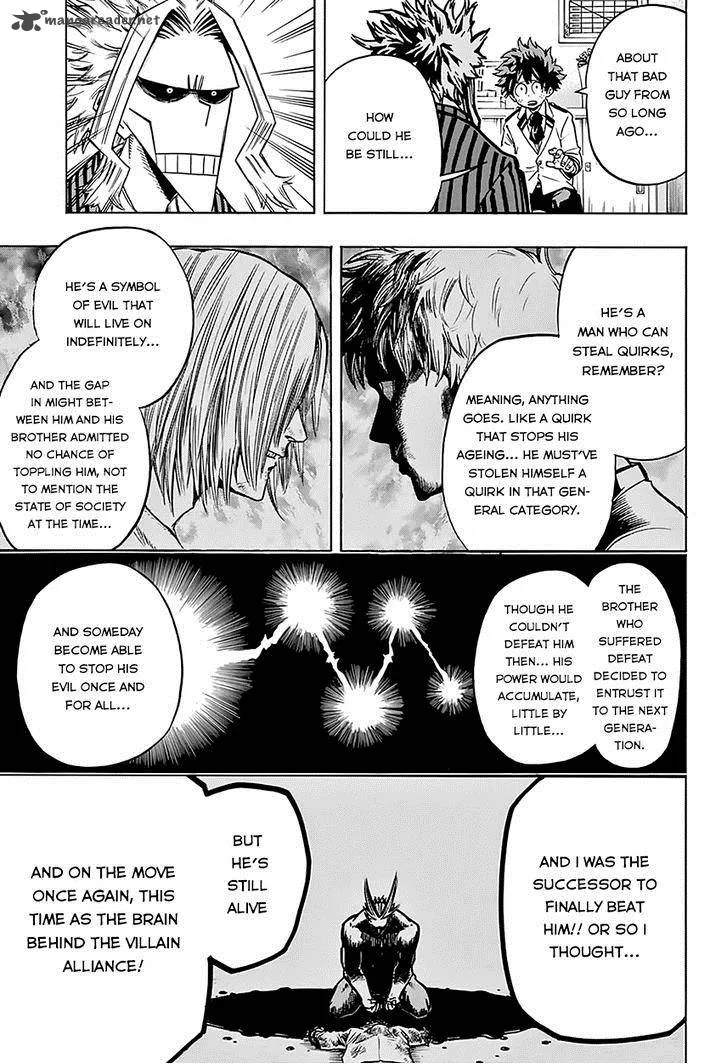 mangareader.net
ABOUT
THAT BAD
GUY FROM
SO LONG
AGO...
HOW
COULD HE
BE STILL...
HE'S A
MAN WHO CAN
STEAL QUIRKS,
REMEMBER?
MEANING, ANYTHING
GOES. LIKE A QUIRK
THAT STOPS HIS
AGEING... HE MUST'VE
STOLEN HIMSELF A
QUIRK IN THAT GEN-
ERAL CATEGORY.
HE'S A SYMBOL
OF EVIL THAT
WILL LIVE ON
INDEFINITELY...
AND THE GAP
IN MIGHT BET-
WEEN HIM AND HIS
BROTHER ADMITTED
NO CHANCE OF
TOPPLING HIM, NOT
TO MENTION THE
STATE OF SOCIETY
AT THE TIME...
THE
BROTHER
WHO
SUFFERED
DEFEAT
DECIDED TO
ENTRUST IT
TO THE NEXT
GENERA-
TION.
THOUGH HE
COULDN'T
DEFEAT HIM
THEN... HIS
POWER WOULD
ACCUMULATE,
LITTLE BY
LITTLE...
AND SOMEDAY
BECOME ABLE
TO STOP HIS
EVIL ONCE AND
FOR ALL...
AND I WAS THE
SUCCESSOR TO
FINALLY BEAT
HIM!! OR SO I
THOUGHT...
BUT
HE'S
STILL
ALIVE
AND ON THE MOVE
ONCE AGAIN, THIS
TIME AS THE BRAIN
BEHIND THE VILLAIN
ALLIANCE!